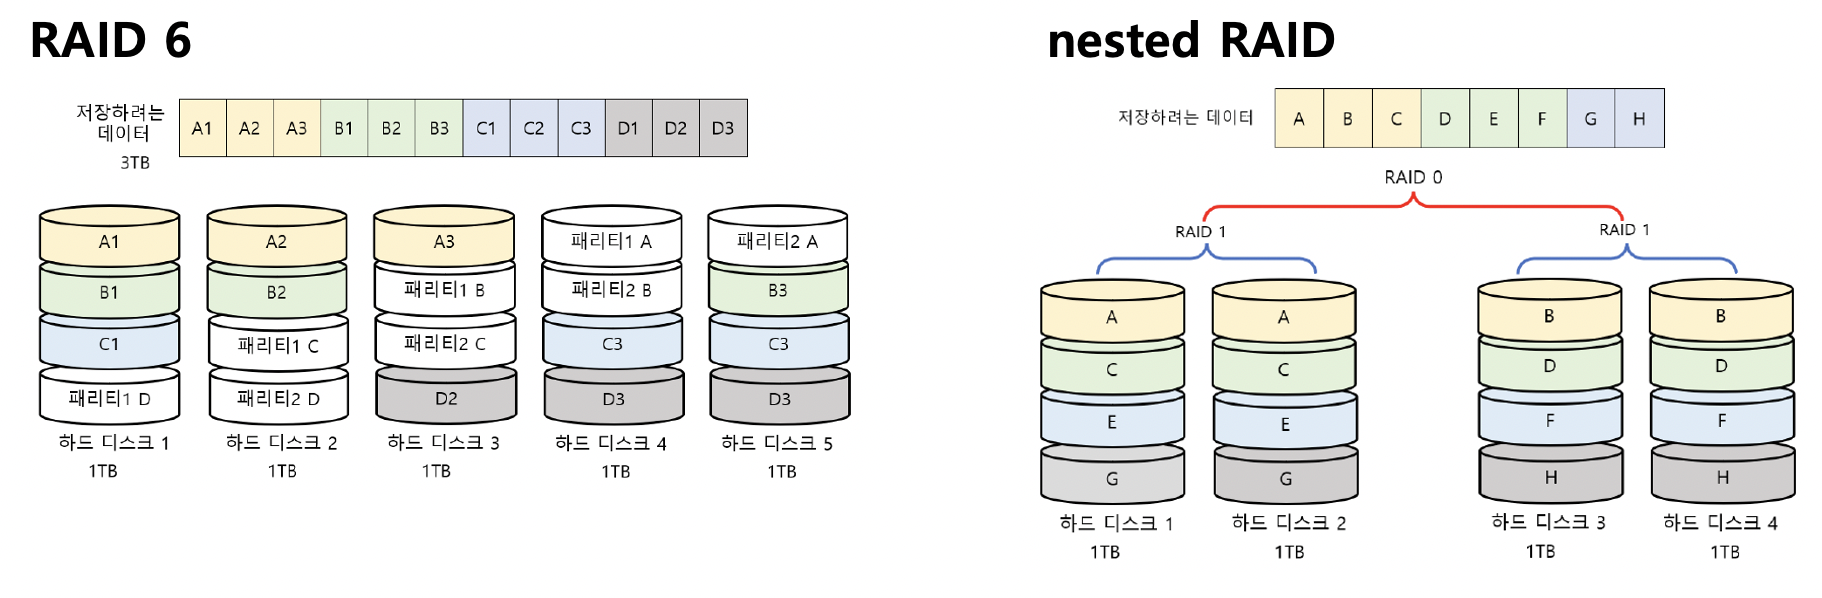 RAID 6
저장하려는
데이터
3TB
A1 A2 A3 B1 B2 B3 C1 C2 C3 D1 D2 D3
A1 A2 A3 패리티1 A 패리티2 A
B1 B2 패리티1 B 패리티2 B B3
C1 패리티1 C 패리티2 C C3 C3
패리티1 D 패리티2 D D2 D3 D3
하드 디스크 1 하드 디스크 2 하드 디스크 3 하드 디스크 4 하드 디스크 5
1TB 1TB 1TB 1TB 1TB
nested RAID
저장하려는 데이터 A B C D E F G H
RAID 0
RAID 1 RAID 1
A A B B
C C D D
E E F F
G G H H
하드 디스크 1 하드 디스크 2 하드 디스크 3 하드 디스크 4
1TB 1TB 1TB 1TB